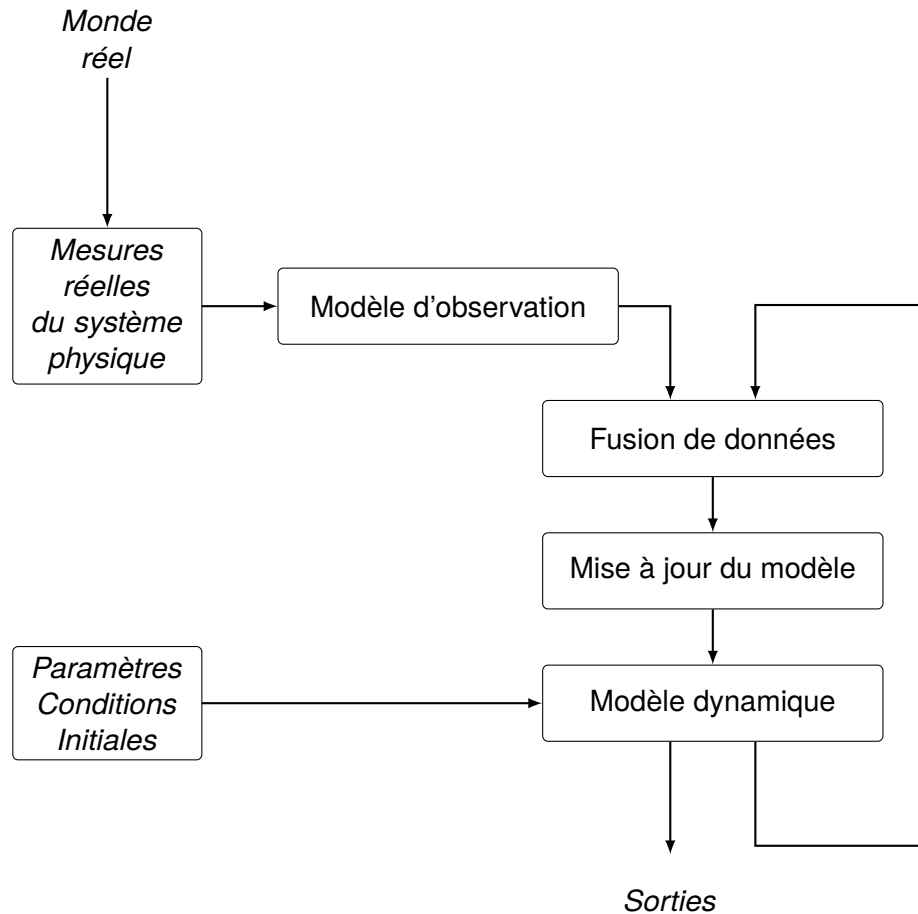 Monde
réel
Mesures
réelles
du système
physique
Modèle d'observation
Fusion de données
Mise à jour du modèle
Paramètres
Conditions
Initiales
Modèle dynamique
Sorties